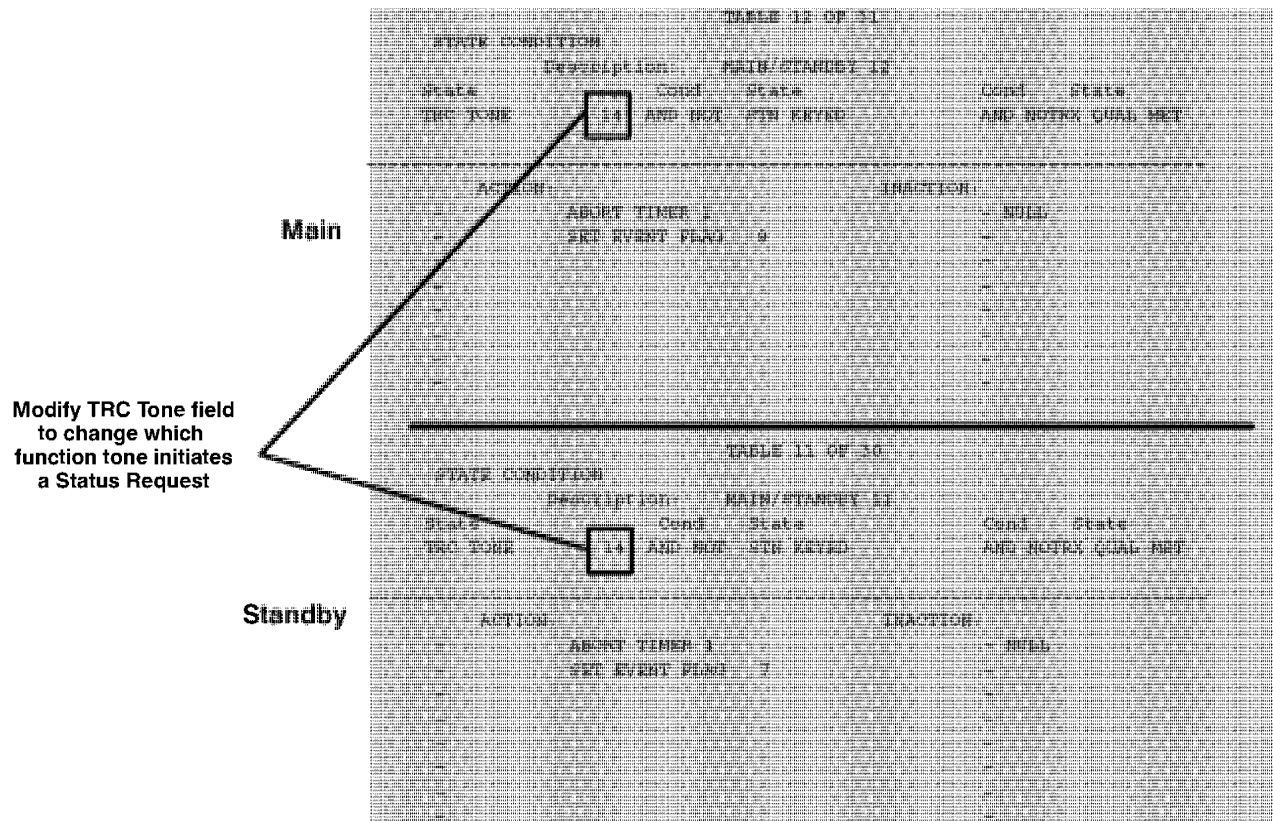 TABLE 12 OF 31
STATE CONDITION
Description: MAIN/STANDBY 12
State Cond State Cond State
TRC TONE 14 AND NOT STN KEYED AND NOTRX QUAL MET
ACTION: INACTION:
Main
- ABORT TIMER 1 - NULL
- SET EVENT FLAG 9 -
Modify TRC Tone field
to change which
function tone initiates
a Status Request
TABLE 11 OF 30
STATE CONDITION
Description: MAIN/STANDBY 11
State Cond State Cond State
TRC TONE 14 AND NOT STN KEYED AND NOTRX QUAL MET
Standby
ACTION: INACTION:
- ABORT TIMER 1 - NULL
- SET EVENT FLAG 7 -